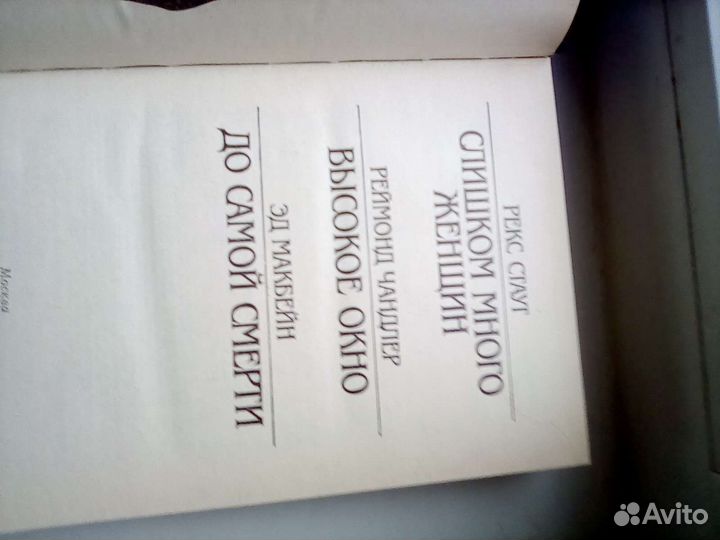 РЕКС СТАУТ
СЛИШКОМ МНОГО
ЖЕНЩИН
РЕЙМОНД ЧАНДЛЕР
ВЫСОКОЕ ОКНО
ЭД МАКБЕЙН
ДО САМОЙ СМЕРТИ
Москва
Avito